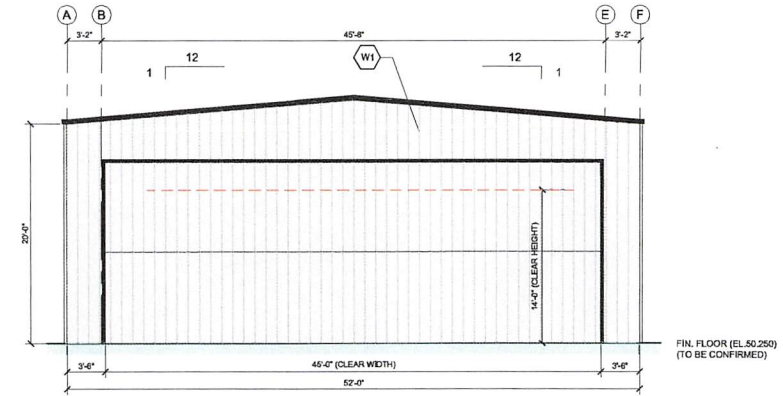 A B E F
3'-2" 45'-8" 3'-2"
12 W1 12
1 1
20'-0"
14'-0" (CLEAR HEIGHT)
FIN. FLOOR (EL.50.250)
(TO BE CONFIRMED)
3'-6" 45'-0" (CLEAR WIDTH) 3'-6"
52'-0"